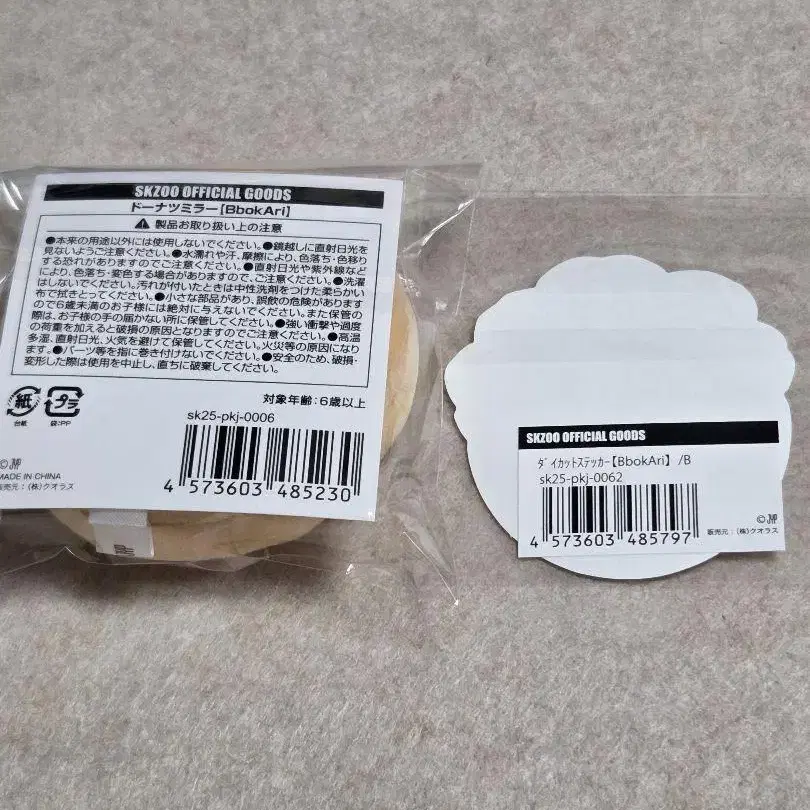 SKZOO OFFICIAL GOODS
ドーナツミラー【BbokAri】
製品お取り扱い上の注意
●本来の用途以外には使用しないでください。●鏡越しに直射日光を
見ないようご注意ください。●水濡れや汗、摩擦により、色落ち・色移り
する恐れがありますのでご注意ください。●直射日光や紫外線など
により、色落ち・変色する場合がありますので、ご注意ください。●洗濯
はしないでください。汚れが付いたときは中性洗剤をつけた柔らかい
布で拭きとってください。●小さな部品があり、誤飲の危険があります
ので6歳未満のお子様には絶対に与えないでください。また保管の
際は、お子様の手の届かない所に保管してください。●強い衝撃や過度
の荷重を加えると破損の原因となりますのでご注意ください。●高温
多湿、直射日光、火気を避けて保管してください。火災等の原因になり
ます。●パーツ等を指に巻き付けないでください。●安全のため、破損・
変形した際は使用を中止し、直ちに破棄してください。
対象年齢:6歳以上
紙
台紙
プラ
袋:PP
sk25-pkj-0006
4 573603 485230
© JYP
MADE IN CHINA
販売元:(株)クオラス
JYP
SKZOO OFFICIAL GOODS
ダイカットステッカー【BbokAri】 /B
sk25-pkj-0062
4 573603 485797
© JYP
販売元:(株)クオラス